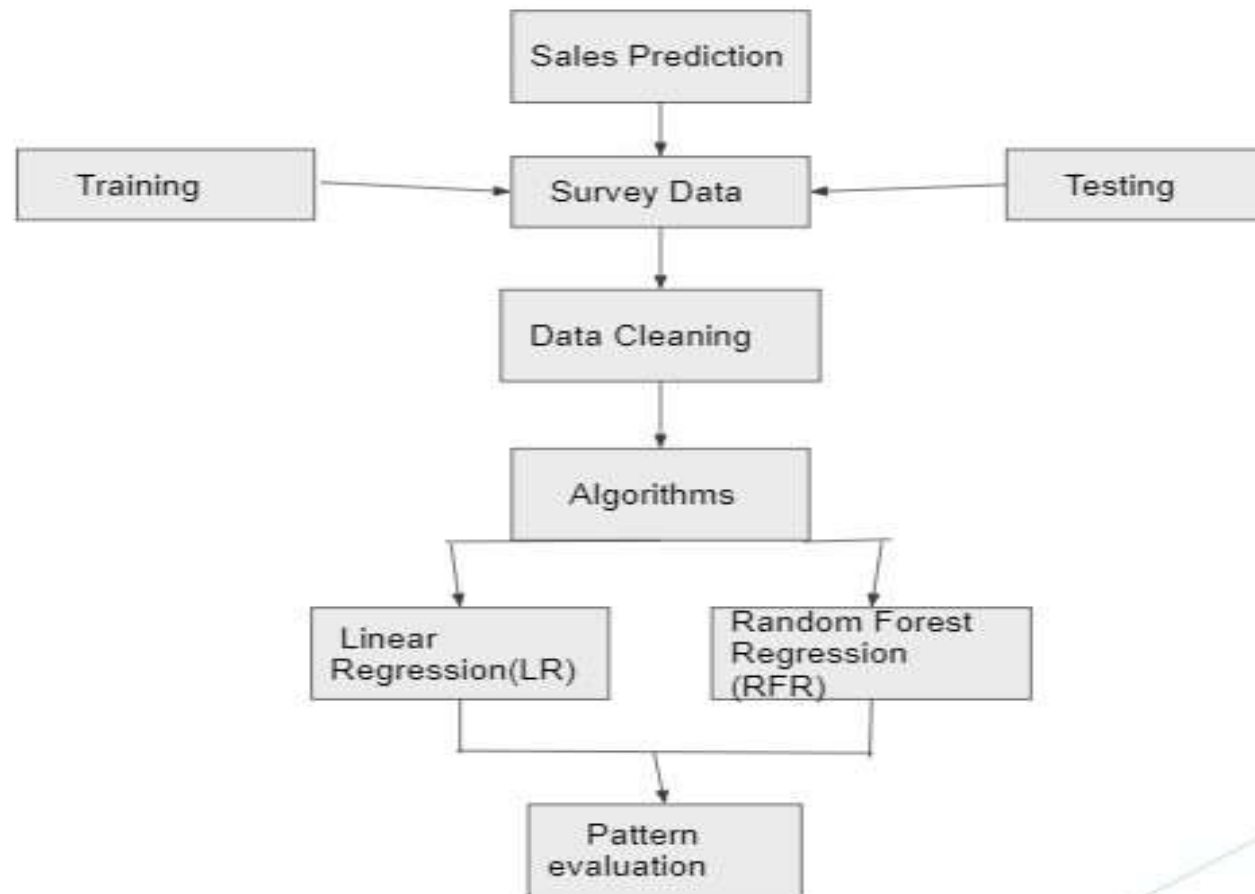 Sales Prediction
Training
Survey Data
Testing
Data Cleaning
Algorithms
Linear
Regression(LR)
Random Forest
Regression
(RFR)
Pattern
evaluation